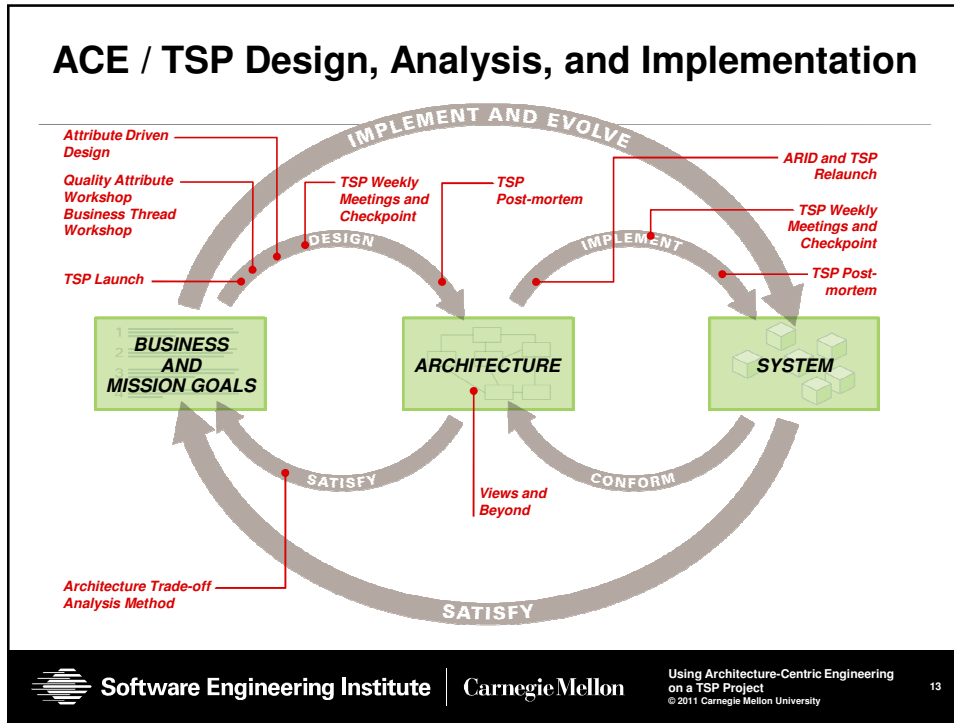 ACE / TSP Design, Analysis, and Implementation
IMPLEMENT AND EVOLVE
Attribute Driven
Design
Quality Attribute
Workshop
Business Thread
Workshop
TSP Launch
TSP Weekly
Meetings and
Checkpoint
TSP
Post-mortem
ARID and TSP
Relaunch
TSP Weekly
Meetings and
Checkpoint
TSP Post-
mortem
DESIGN
IMPLEMENT
1
2
3
4
BUSINESS
AND
MISSION GOALS
ARCHITECTURE
SYSTEM
SATISFY
CONFORM
Views and
Beyond
Architecture Trade-off
Analysis Method
SATISFY
Software Engineering Institute
Carnegie Mellon
Using Architecture-Centric Engineering
on a TSP Project
© 2011 Carnegie Mellon University
13